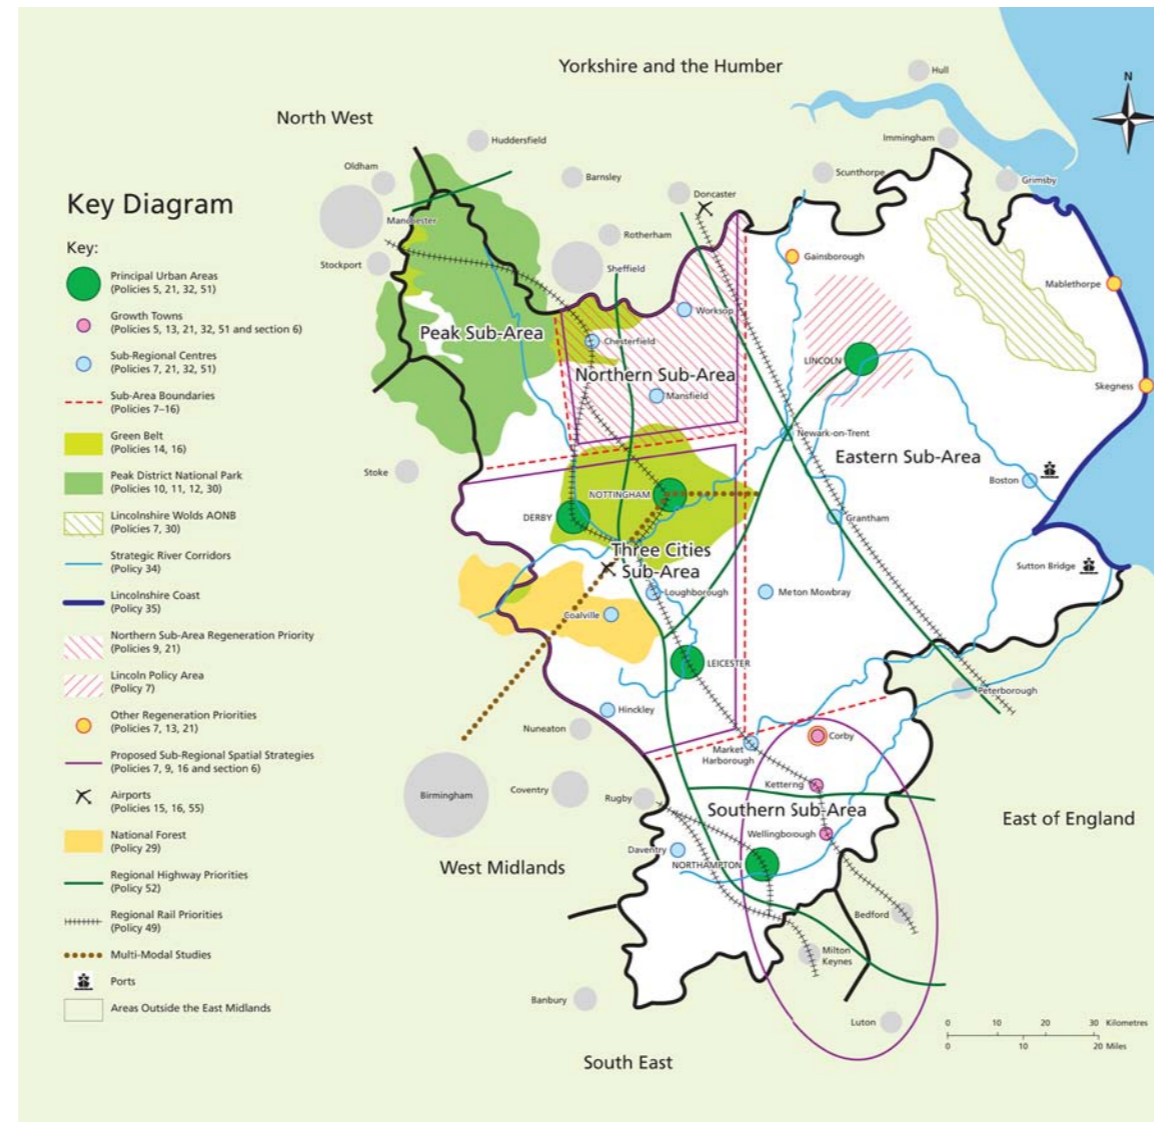 Key Diagram
Key:
Principal Urban Areas
(Policies 5, 21, 32, 51)
Growth Towns
(Policies 5, 13, 21, 32, 51 and section 6)
Sub-Regional Centres
(Policies 7, 21, 32, 51)
Sub-Area Boundaries
(Policies 7–16)
Green Belt
(Policies 14, 16)
Peak District National Park
(Policies 10, 11, 12, 30)
Lincolnshire Wolds AONB
(Policies 7, 30)
Strategic River Corridors
(Policy 34)
Lincolnshire Coast
(Policy 35)
Northern Sub-Area Regeneration Priority
(Policies 9, 21)
Lincoln Policy Area
(Policy 7)
Other Regeneration Priorities
(Policies 7, 13, 21)
Proposed Sub-Regional Spatial Strategies
(Policies 7, 9, 16 and section 6)
Airports
(Policies 15, 16, 55)
National Forest
(Policy 29)
Regional Highway Priorities
(Policy 52)
Regional Rail Priorities
(Policy 49)
Multi-Modal Studies
Ports
Areas Outside the East Midlands
Yorkshire and the Humber
Hull
N
North West
Huddersfield
Immingham
Oldham
Barnsley
Scunthorpe
Grimsby
Doncaster
Manchester
Rotherham
Stockport
Sheffield
Gainsborough
Mablethorpe
Worksop
Peak Sub-Area
Chesterfield
LINCOLN
Northern Sub-Area
Skegness
Mansfield
Newark-on-Trent
Eastern Sub-Area
Stoke
Boston
NOTTINGHAM
DERBY
Grantham
Three Cities
Sub-Area
Sutton Bridge
Loughborough
Meton Mowbray
Coalville
LEICESTER
Peterborough
Hinckley
Nuneaton
Market
Harborough
Corby
Ketterng
Birmingham
Coventry
Rugby
Southern Sub-Area
East of England
Wellingborough
Daventry
West Midlands
NORTHAMPTON
Bedford
Milton
Keynes
Banbury
Luton
South East
0 10 20 30 Kilometres
0 10 20 Miles